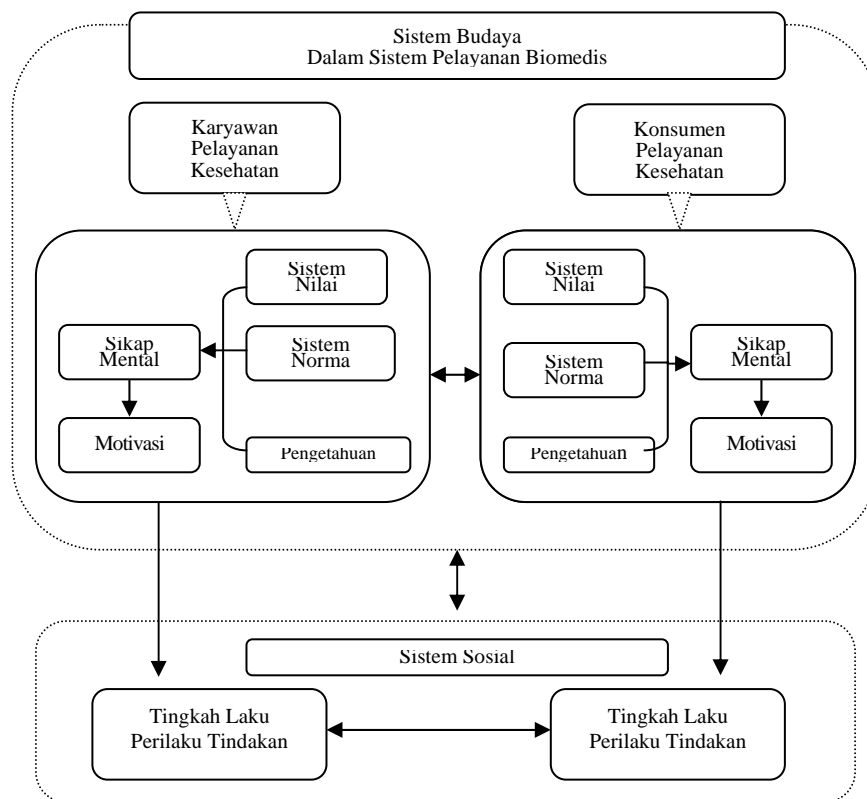 Sistem Budaya
Dalam Sistem Pelayanan Biomedis
Karyawan
Pelayanan
Kesehatan
Konsumen
Pelayanan
Kesehatan
Sistem
Nilai
Sikap
Mental
Sistem
Norma
Motivasi
Pengetahuan
Sistem
Nilai
Sistem
Norma
Sikap
Mental
Pengetahuan
Motivasi
Sistem Sosial
Tingkah Laku
Perilaku Tindakan
Tingkah Laku
Perilaku Tindakan